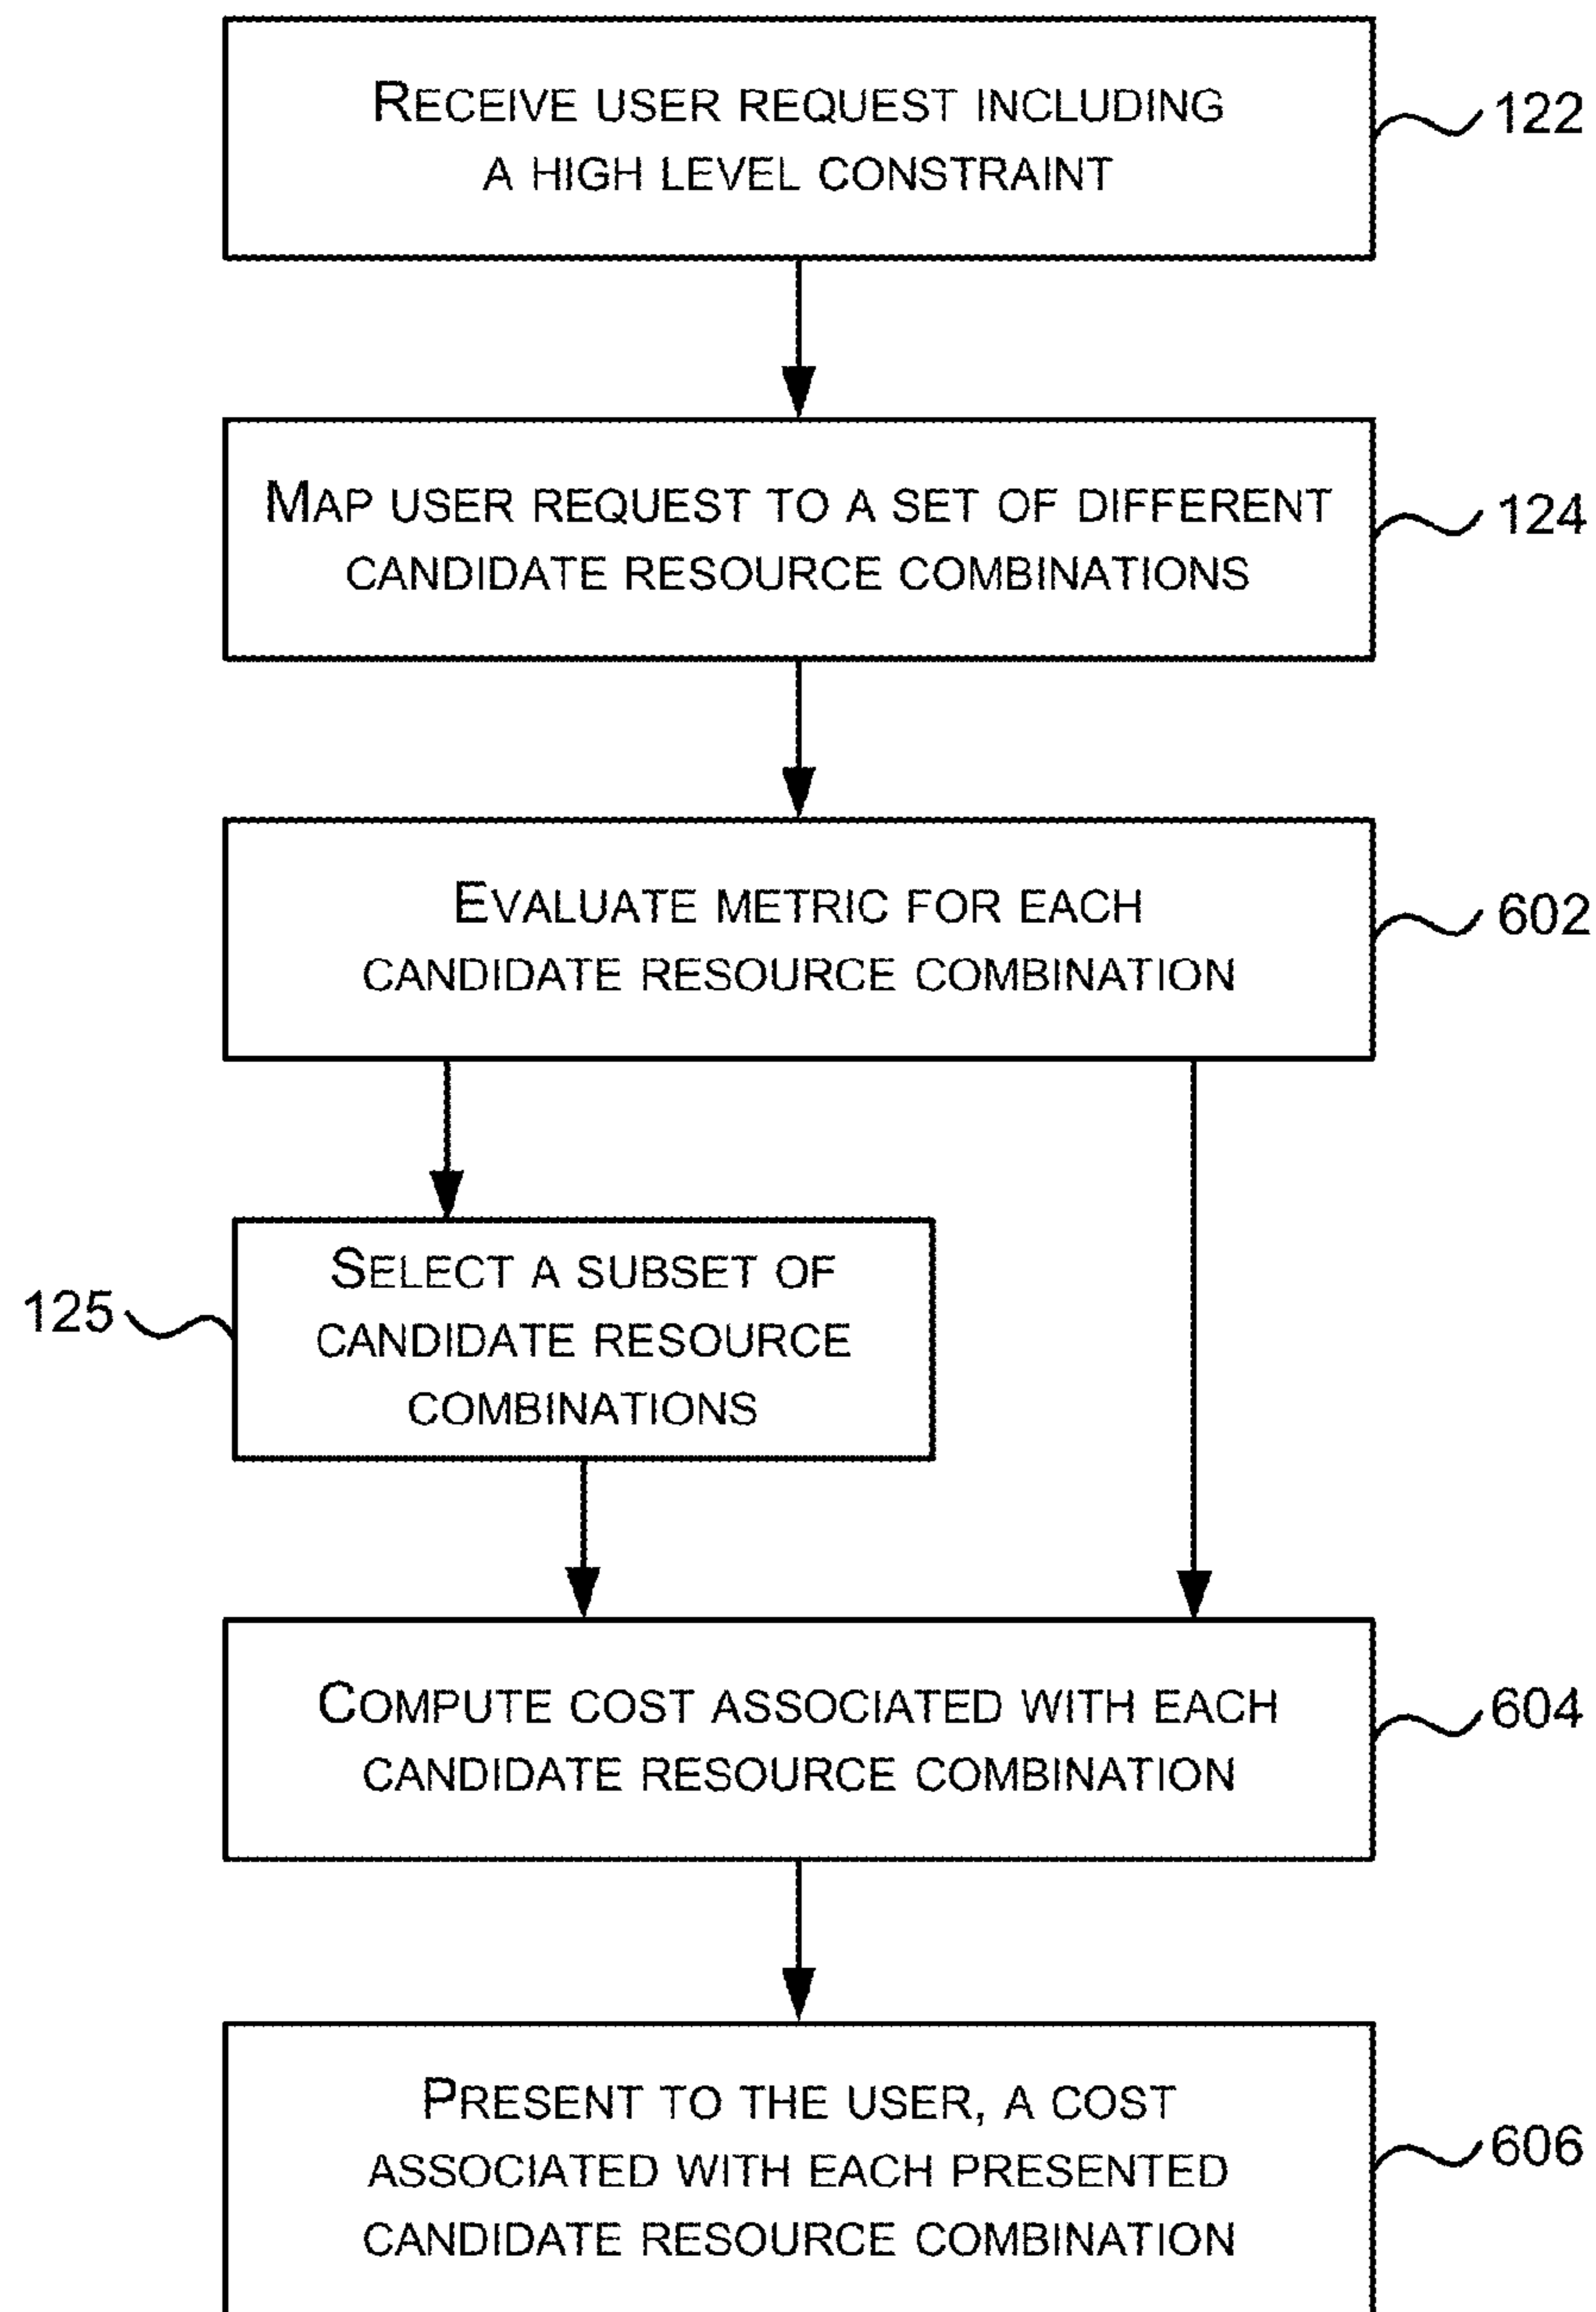 RECEIVE USER REQUEST INCLUDING
A HIGH LEVEL CONSTRAINT
122
MAP USER REQUEST TO A SET OF DIFFERENT
CANDIDATE RESOURCE COMBINATIONS
124
EVALUATE METRIC FOR EACH
CANDIDATE RESOURCE COMBINATION
602
SELECT A SUBSET OF
CANDIDATE RESOURCE
COMBINATIONS
125
COMPUTE COST ASSOCIATED WITH EACH
CANDIDATE RESOURCE COMBINATION
604
PRESENT TO THE USER, A COST
ASSOCIATED WITH EACH PRESENTED
CANDIDATE RESOURCE COMBINATION
606